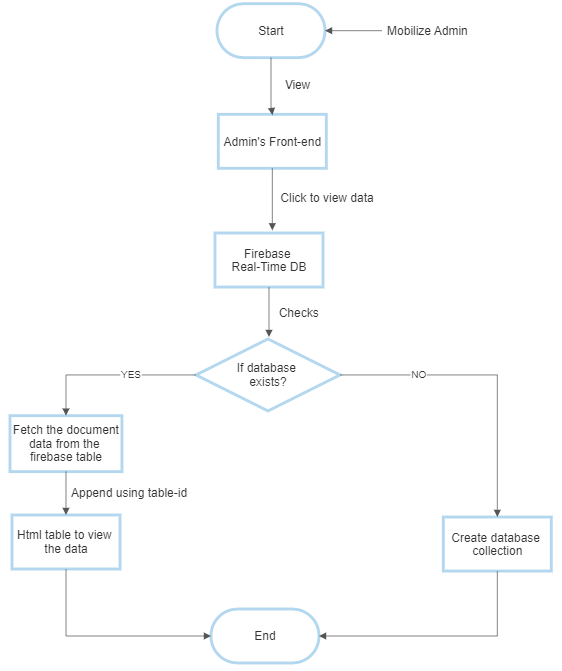 Start
Mobilize Admin
View
Admin's Front-end
Click to view data
Firebase
Real-Time DB
Checks
If database
exists?
YES
NO
Fetch the document
data from the
firebase table
Append using table-id
Html table to view
the data
Create database
collection
End